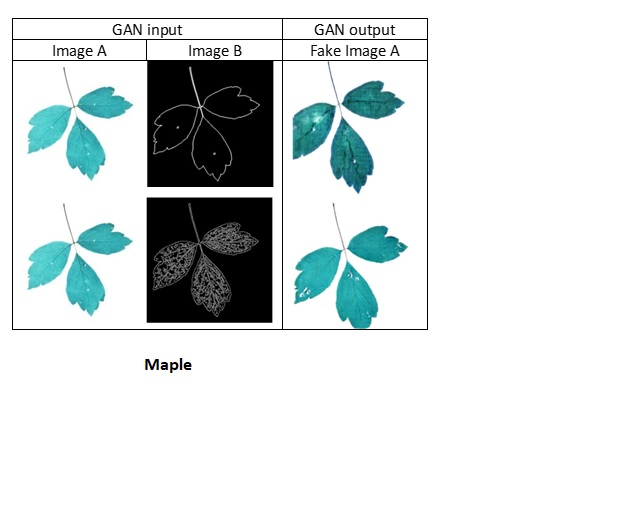 GAN input
GAN output
Image A
Image B
Fake Image A
Maple